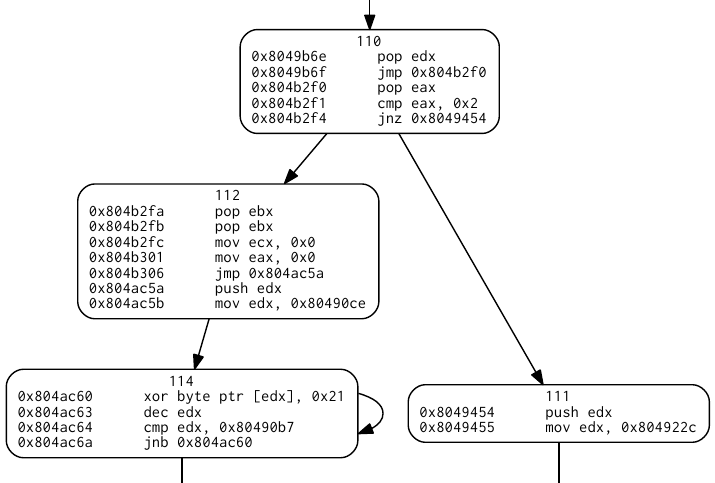 110
0x8049b6e pop edx
0x8049b6f jmp 0x804b2f0
0x804b2f0 pop eax
0x804b2f1 cmp eax, 0x2
0x804b2f4 jnz 0x8049454
112
0x804b2fa pop ebx
0x804b2fb pop ebx
0x804b2fc mov ecx, 0x0
0x804b301 mov eax, 0x0
0x804b306 jmp 0x804ac5a
0x804ac5a push edx
0x804ac5b mov edx, 0x80490ce
114
0x804ac60 xor byte ptr [edx], 0x21
0x804ac63 dec edx
0x804ac64 cmp edx, 0x80490b7
0x804ac6a jnb 0x804ac60
111
0x8049454 push edx
0x8049455 mov edx, 0x804922c